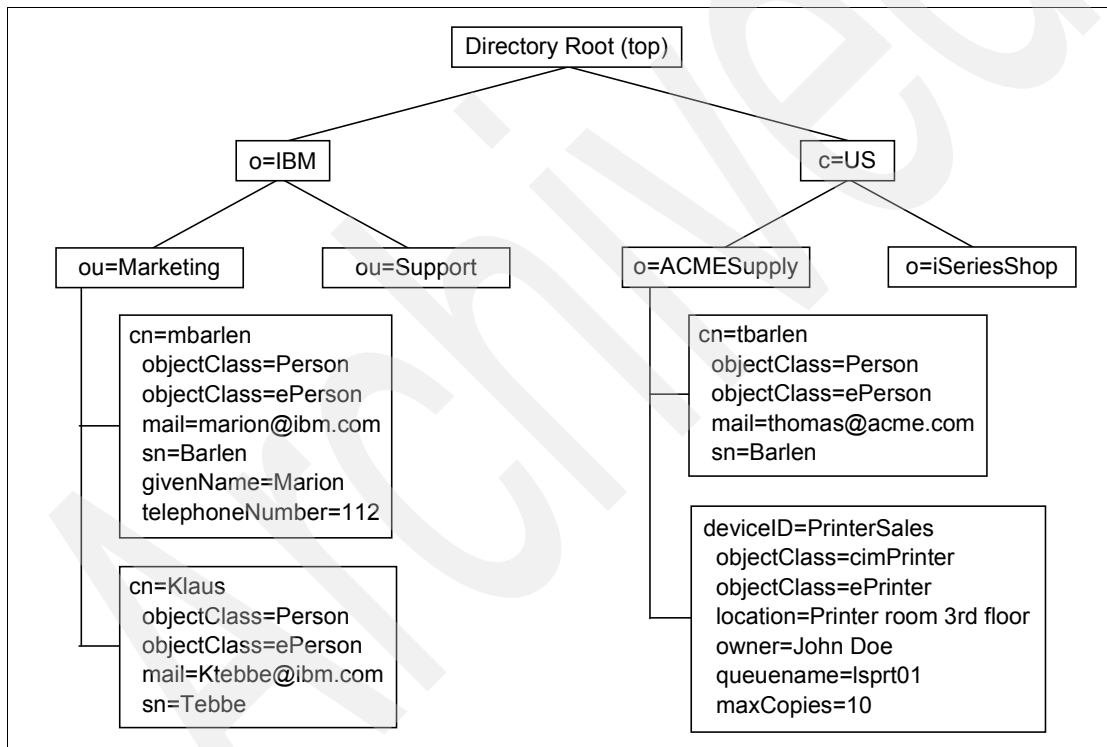 Directory Root (top)
o=IBM
c=US
ou=Marketing
ou=Support
o=ACMESupply
o=iSeriesShop
cn=mbarlen
objectClass=Person
objectClass=ePerson
mail=marion@ibm.com
sn=Barlen
givenName=Marion
telephoneNumber=112
cn=Klaus
objectClass=Person
objectClass=ePerson
mail=Ktebbe@ibm.com
sn=Tebbe
cn=tbarlen
objectClass=Person
objectClass=ePerson
mail=thomas@acme.com
sn=Barlen
deviceID=PrinterSales
objectClass=cimPrinter
objectClass=ePrinter
location=Printer room 3rd floor
owner=John Doe
queuename=lsprt01
maxCopies=10
Archived